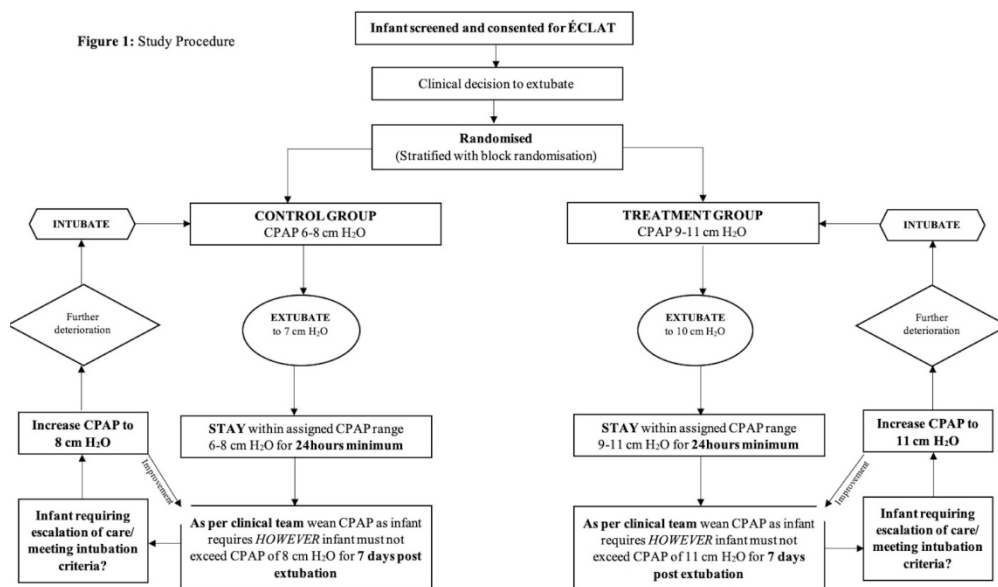 Figure 1: Study Procedure
Infant screened and consented for ÉCLAT
Clinical decision to extubate
Randomised
(Stratified with block randomisation)
INTUBATE
CONTROL GROUP
CPAP 6-8 cm H₂O
Further
deterioration
EXTUBATE
to 7 cm H₂O
Increase CPAP to
8 cm H₂O
STAY within assigned CPAP range
6-8 cm H₂O for 24hours minimum
Improvement
Infant requiring
escalation of care/
meeting intubation
criteria?
As per clinical team wean CPAP as infant
requires HOWEVER infant must not
exceed CPAP of 8 cm H₂O for 7 days post
extubation
TREATMENT GROUP
CPAP 9-11 cm H₂O
INTUBATE
EXTUBATE
to 10 cm H₂O
Further
deterioration
STAY within assigned CPAP range
9-11 cm H₂O for 24hours minimum
Increase CPAP to
11 cm H₂O
Improvement
As per clinical team wean CPAP as infant
requires HOWEVER infant must not
exceed CPAP of 11 cm H₂O for 7 days
post extubation
Infant requiring
escalation of care/
meeting intubation
criteria?